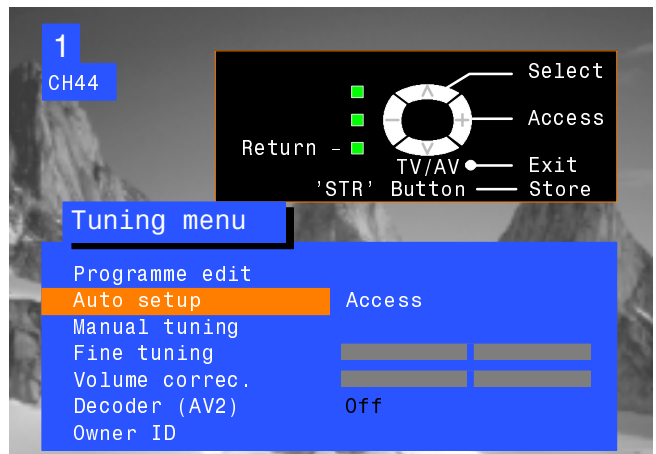 1
CH44
Select
Access
Return –
TV/AV
Exit
'STR' Button
Store
Tuning menu
Programme edit
Auto setup Access
Manual tuning
Fine tuning
Volume correc.
Decoder (AV2) Off
Owner ID